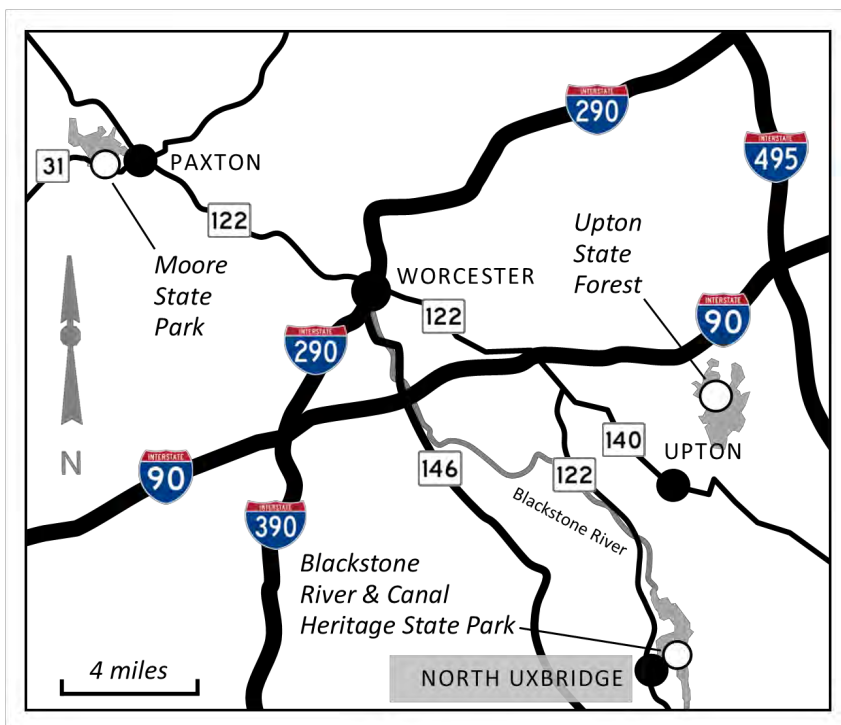 INTERSTATE
290
INTERSTATE
495
31
PAXTON
122
Moore
State
Park
Upton
State
Forest
WORCESTER
122
INTERSTATE
90
INTERSTATE
290
N
INTERSTATE
90
146
140
UPTON
122
Blackstone River
INTERSTATE
390
Blackstone
River & Canal
Heritage State Park
4 miles
NORTH UXBRIDGE